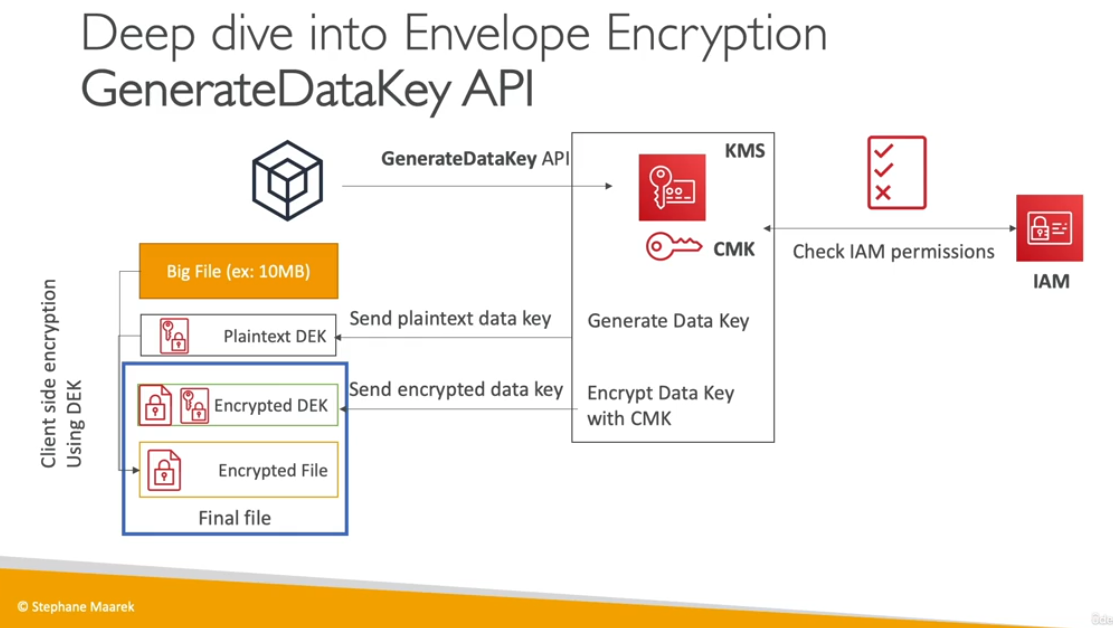 Deep dive into Envelope Encryption
GenerateDataKey API
GenerateDataKey API
KMS
CMK
Check IAM permissions
IAM
Big File (ex: 10MB)
Client side encryption
Using DEK
Plaintext DEK
Send plaintext data key
Generate Data Key
Encrypted DEK
Send encrypted data key
Encrypt Data Key
with CMK
Encrypted File
Final file
© Stephane Maarek